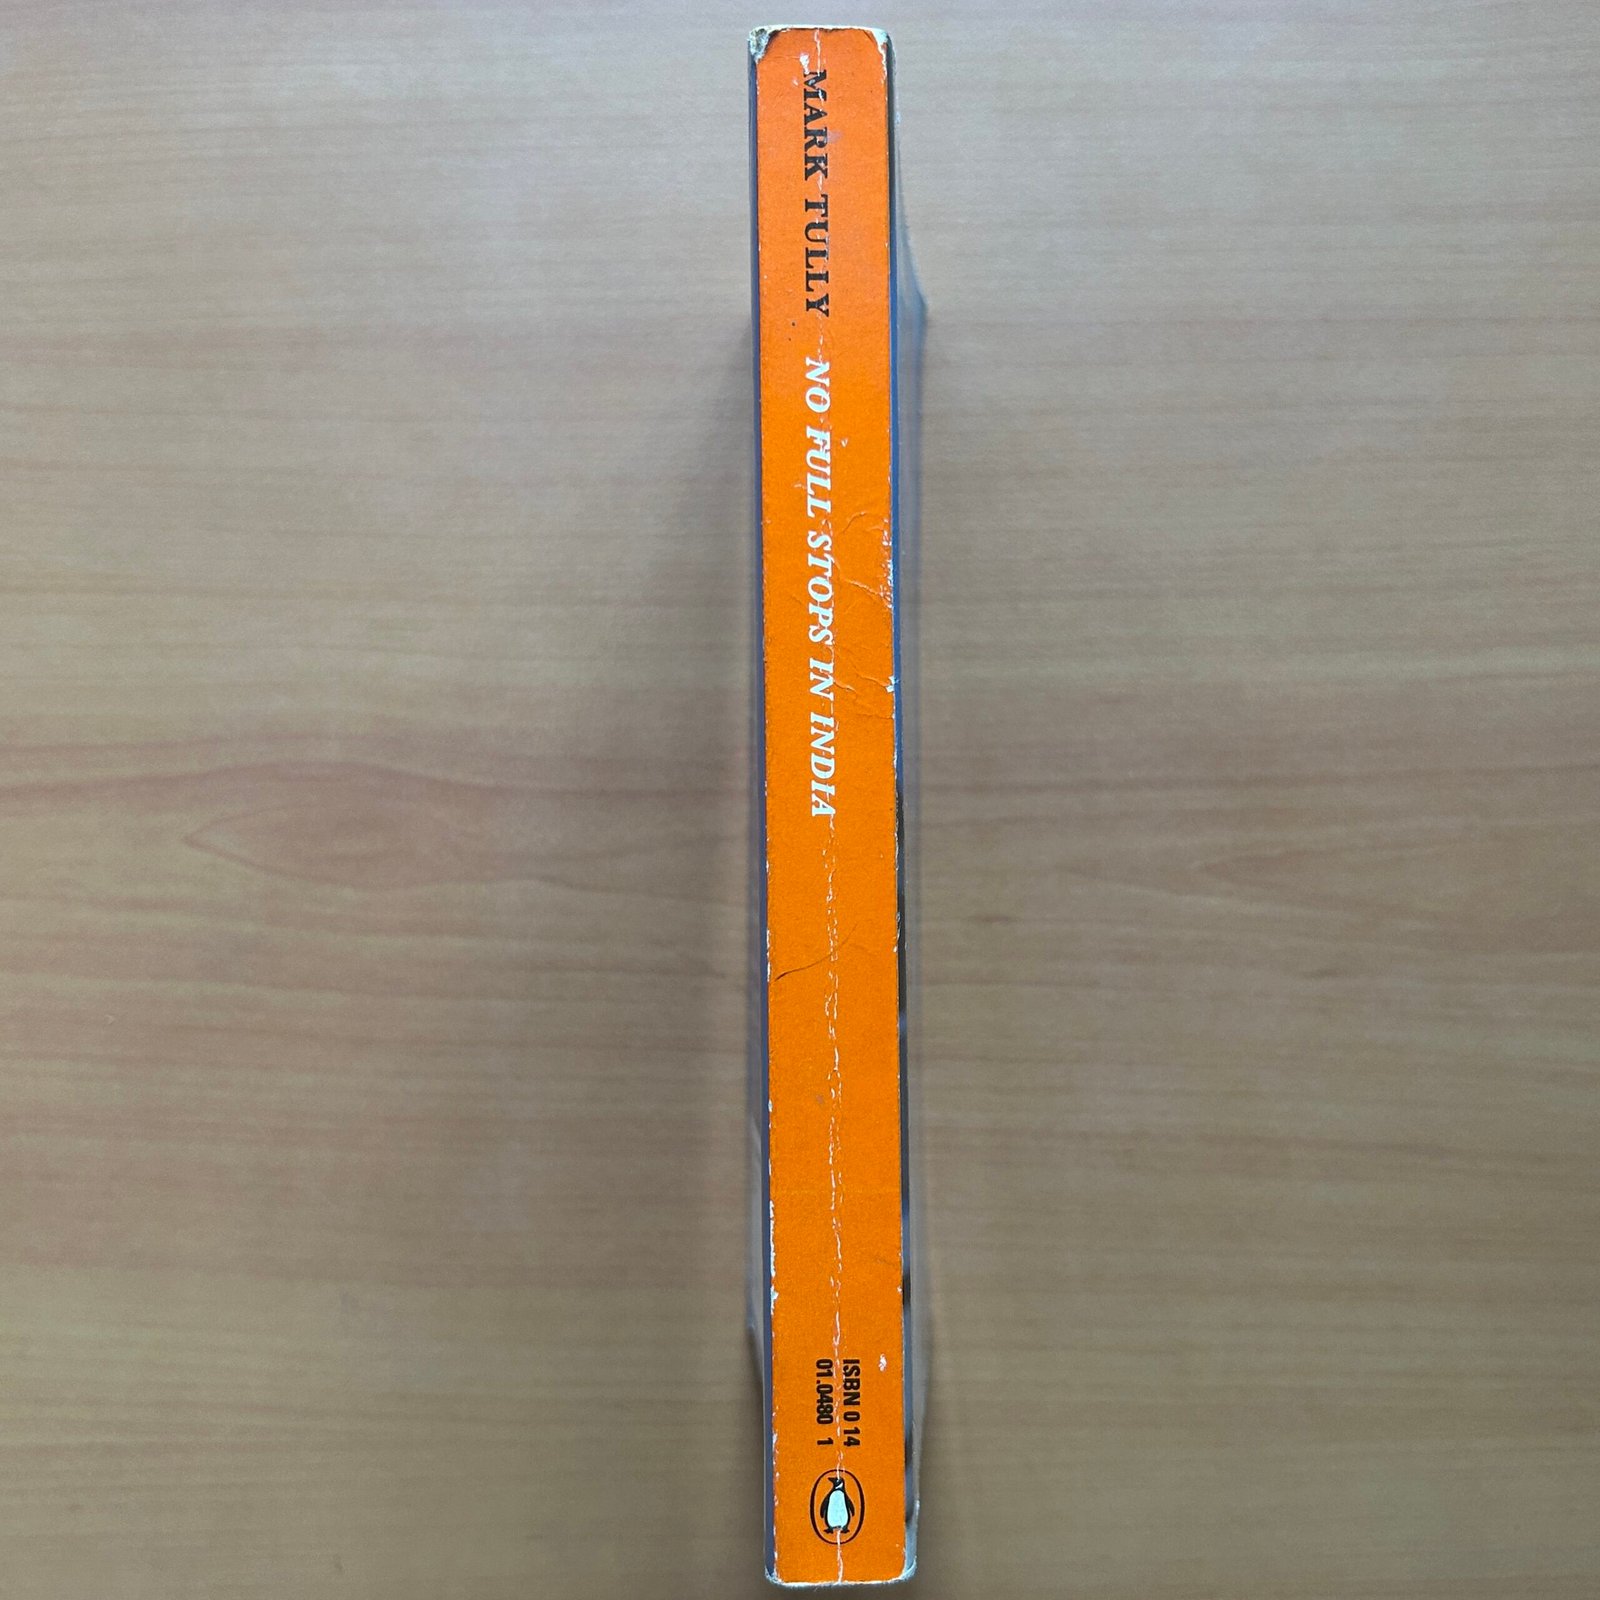 MARK TULLY NO FULL STOPS IN INDIA
ISBN 0 14
01.0480 1